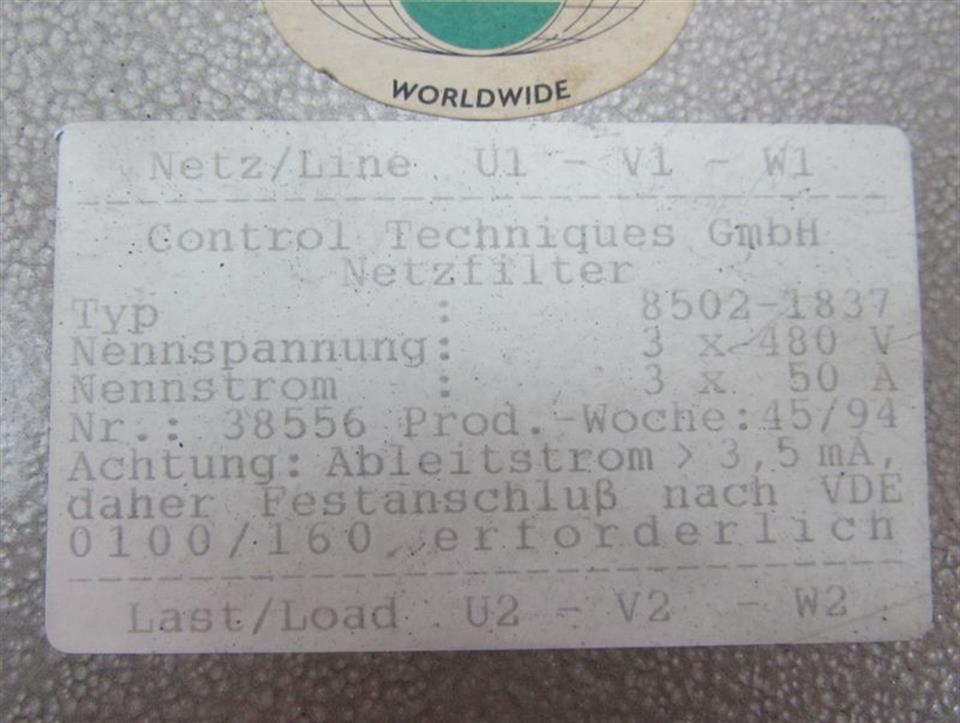 WORLDWIDE
Netz/Line U1 - V1 - W1
Control Techniques GmbH
Netzfilter
Typ : 8502-1837
Nennspannung: 3 x 480 V
Nennstrom : 3 x 50 A
Nr.: 38556 Prod.-Woche:45/94
Achtung: Ableitstrom > 3,5 mA,
daher Festanschluß nach VDE
0100/160 erforderlich
Last/Load U2 - V2 - W2